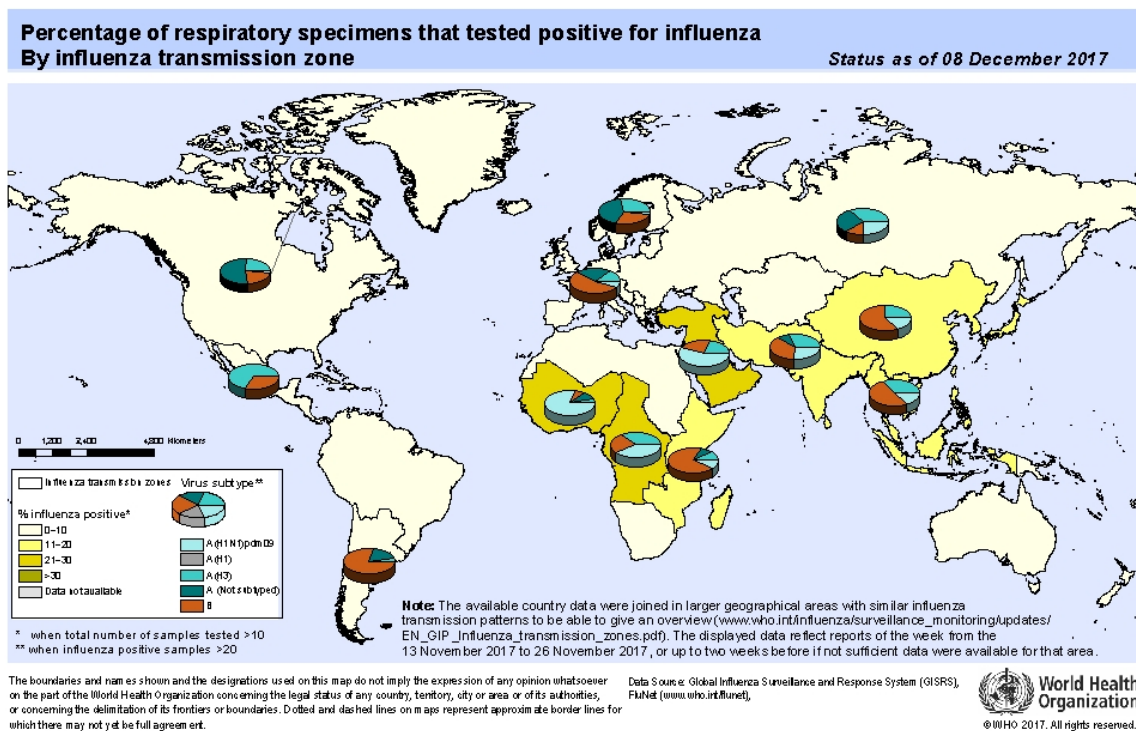 Percentage of respiratory specimens that tested positive for influenza
By influenza transmission zone
Status as of 08 December 2017
0 1,200 2,400 4,800 Kilometers
Influenza transmission zones
% influenza positive*
0–10
11–20
21–30
>30
Data not available
Virus subtype**
A(H1N1)pdm09
A(H1)
A(H3)
A (Not subtyped)
B
* when total number of samples tested >10
** when influenza positive samples >20
Note: The available country data were joined in larger geographical areas with similar influenza
transmission patterns to be able to give an overview (www.who.int/influenza/surveillance_monitoring/updates/
EN_GIP_Influenza_transmission_zones.pdf). The displayed data reflect reports of the week from the
13 November 2017 to 26 November 2017, or up to two weeks before if not sufficient data were available for that area.
The boundaries and names shown and the designations used on this map do not imply the expression of any opinion whatsoever
on the part of the World Health Organization concerning the legal status of any country, territory, city or area or of its authorities,
or concerning the delimitation of its frontiers or boundaries. Dotted and dashed lines on maps represent approximate border lines for
which there may not yet be full agreement.
Data Source: Global Influenza Surveillance and Response System (GISRS),
FluNet (www.who.int/flunet),
World Health
Organization
© WHO 2017. All rights reserved.